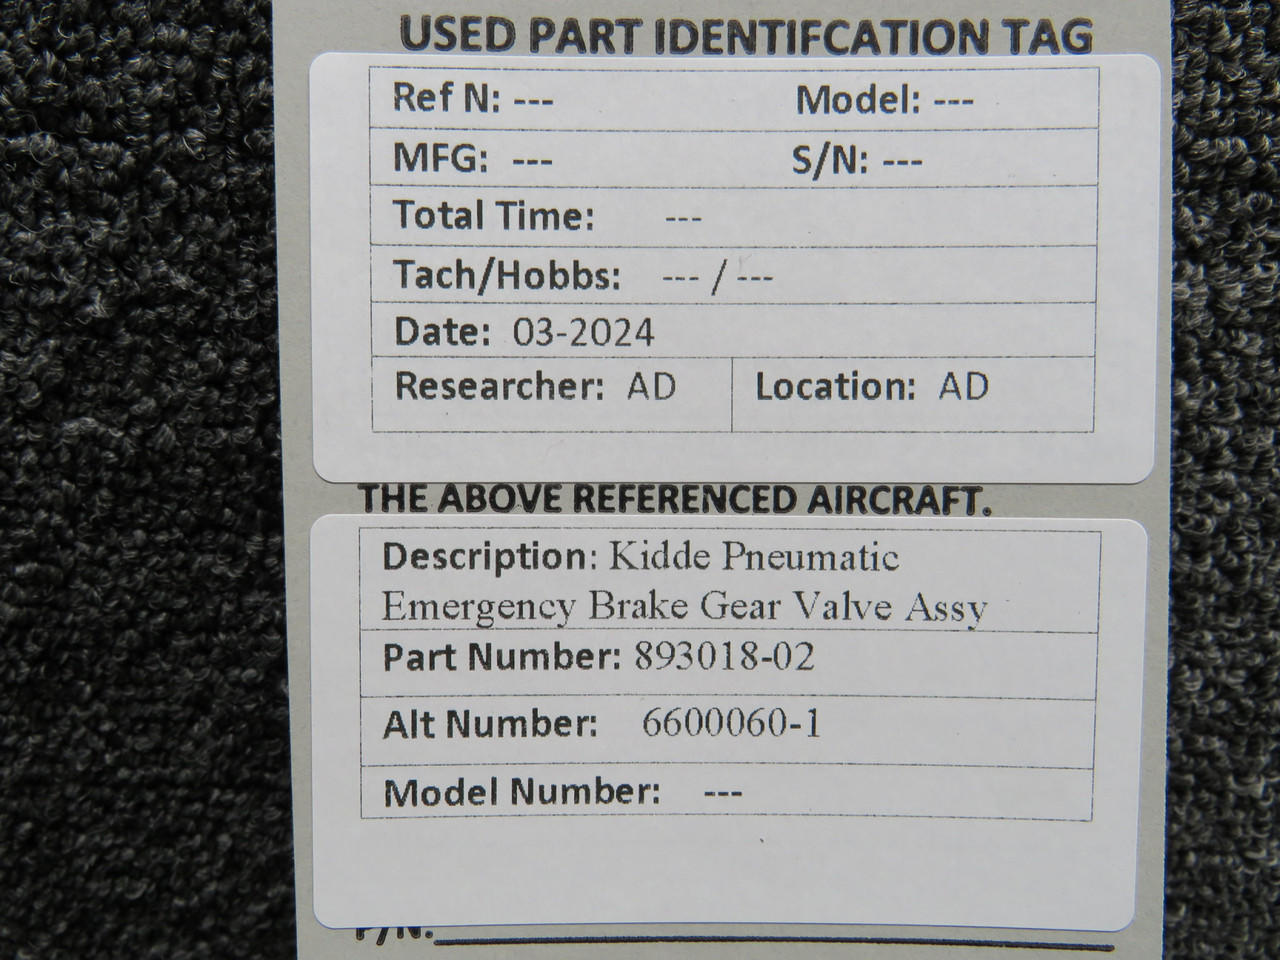 USED PART IDENTIFCATION TAG
Ref N: --- Model: ---
MFG: --- S/N: ---
Total Time: ---
Tach/Hobbs: --- / ---
Date: 03-2024
Researcher: AD Location: AD
THE ABOVE REFERENCED AIRCRAFT.
Description: Kidde Pneumatic
Emergency Brake Gear Valve Assy
Part Number: 893018-02
Alt Number: 6600060-1
Model Number: ---
P/N: